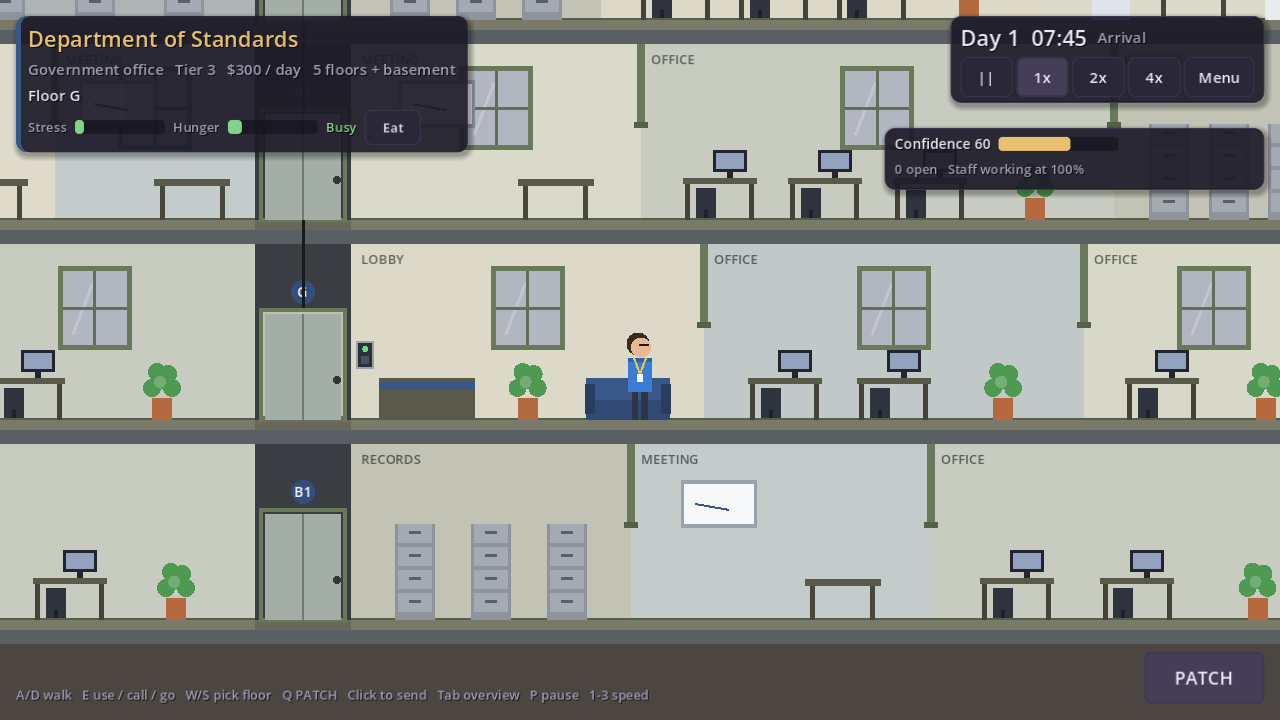 Department of Standards
Government office Tier 3 $300 / day 5 floors + basement
Floor G
Stress Hunger Busy Eat
Day 1 07:45 Arrival
|| 1x 2x 4x Menu
Confidence 60
0 open Staff working at 100%
OFFICE
G
LOBBY
OFFICE
OFFICE
B1
RECORDS
MEETING
OFFICE
A/D walk E use / call / go W/S pick floor Q PATCH Click to send Tab overview P pause 1-3 speed
PATCH